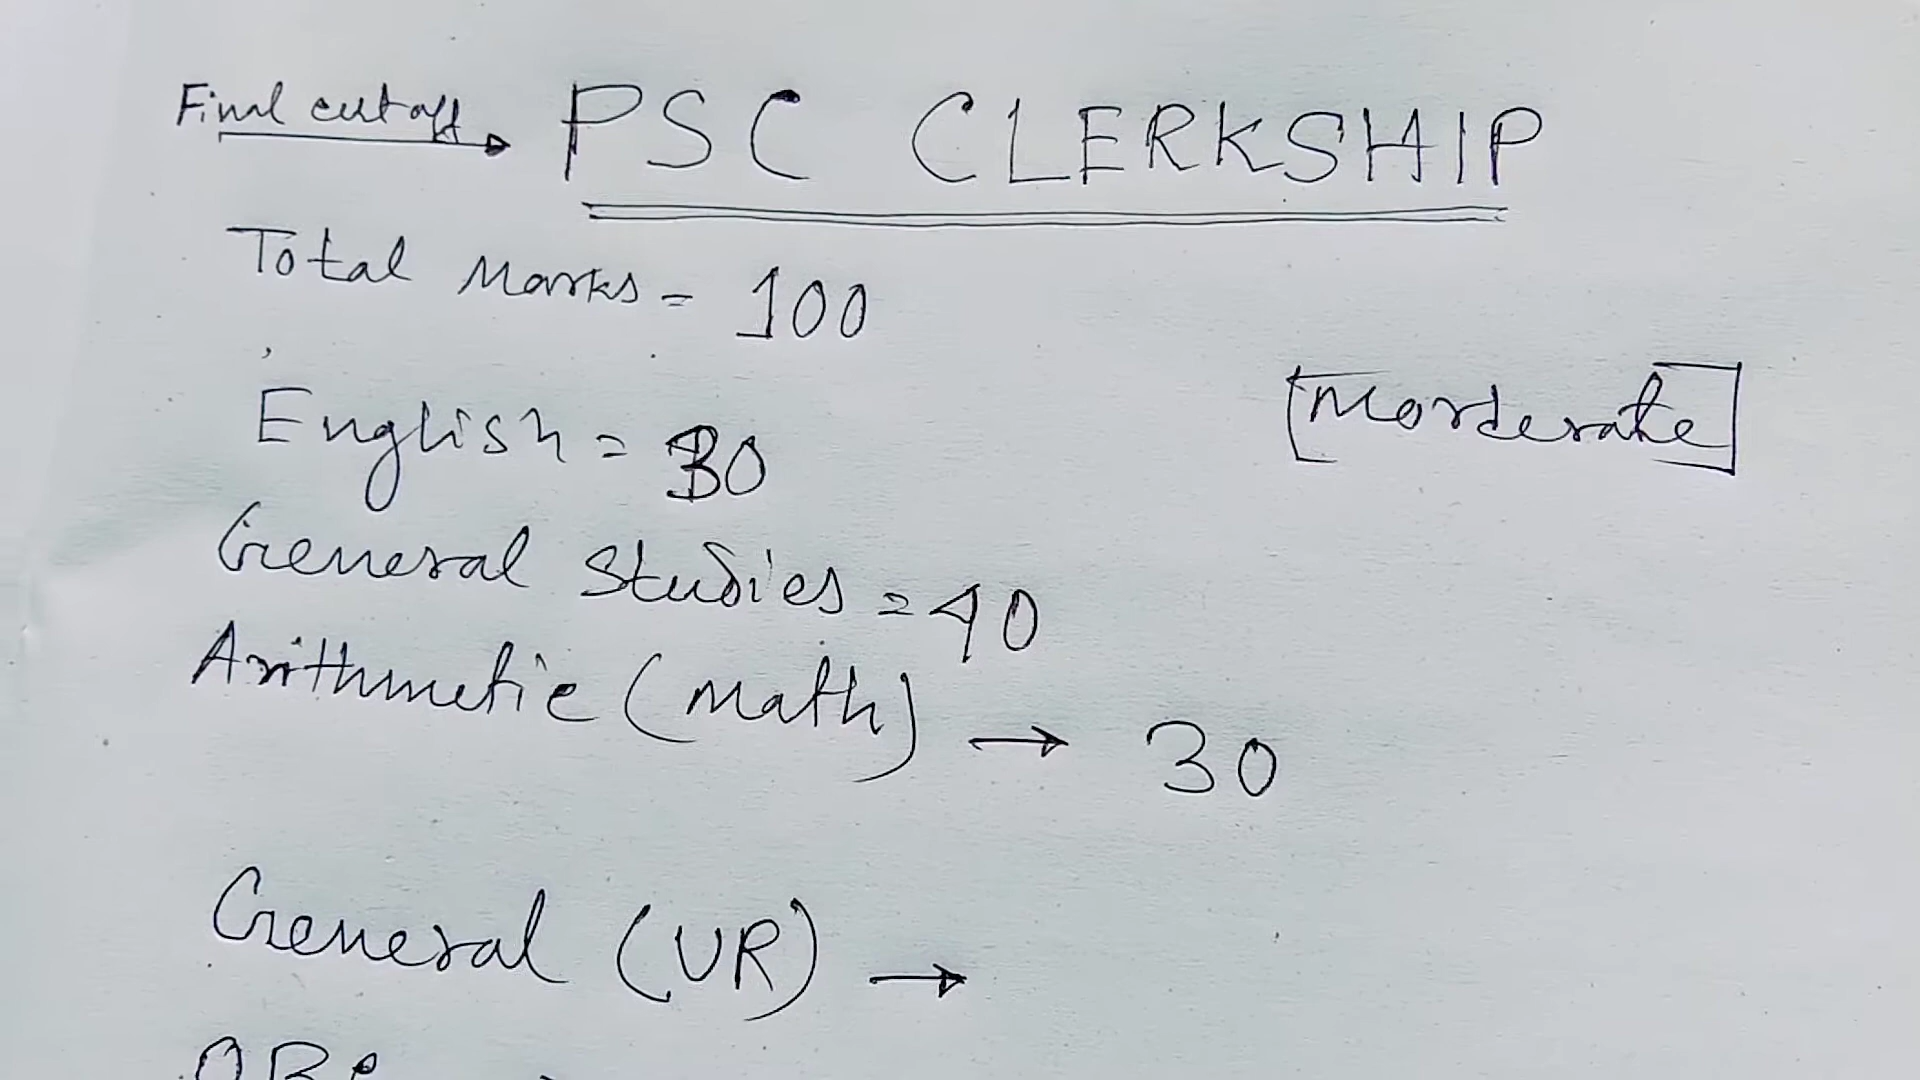 Final cut off → PSC CLERKSHIP
Total Marks = 100
[Morderate]
English = 30
General Studies = 40
Arithmetic (Math) → 30
General (UR) →
OBC